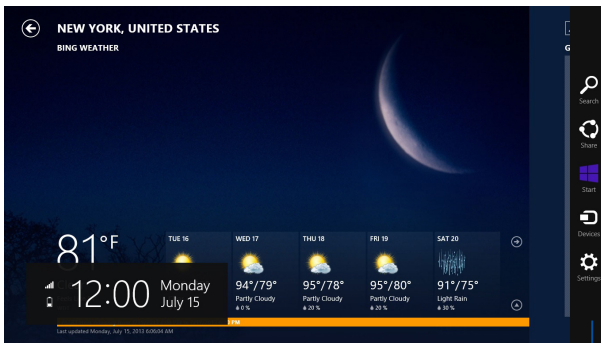 NEW YORK, UNITED STATES
BING WEATHER
G
Search
Share
Start
Devices
Settings
81°F
TUE 16
WED 17
THU 18
FRI 19
SAT 20
94°/79°
95°/78°
95°/80°
91°/75°
Partly Cloudy
Partly Cloudy
Partly Cloudy
Light Rain
0 %
20 %
20 %
30 %
12:00
Monday
July 15
PM
Last updated Monday, July 15, 2013 6:06:04 AM